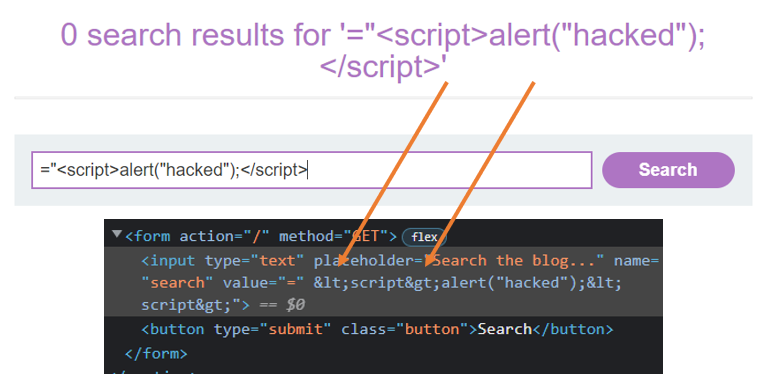 0 search results for '="<script>alert("hacked");
</script>'
="<script>alert("hacked");</script>
Search
<form action="/" method="GET"> flex
<input type="text" placeholder="Search the blog..." name=
"search" value="=" &lt;script&gt;alert("hacked");&lt;
script&gt;"> == $0
<button type="submit" class="button">Search</button>
</form>
</section>